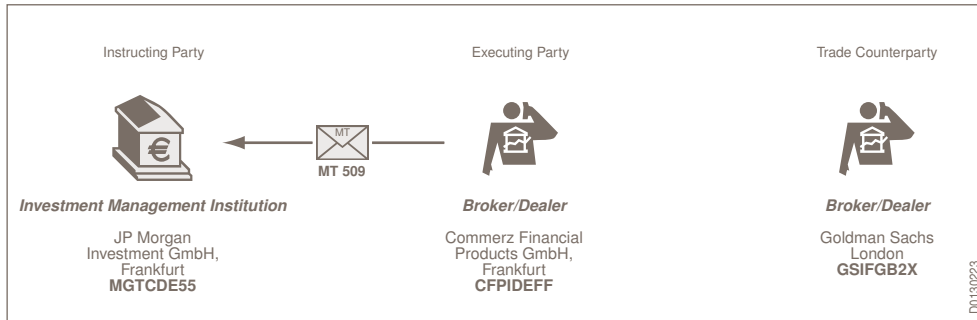 Instructing Party
Executing Party
Trade Counterparty
€
MT
MT 509
Investment Management Institution
Broker/Dealer
Broker/Dealer
JP Morgan
Investment GmbH,
Frankfurt
MGTCDE55
Commerz Financial
Products GmbH,
Frankfurt
CFPIDEFF
Goldman Sachs
London
GSIFGB2X
D0130223